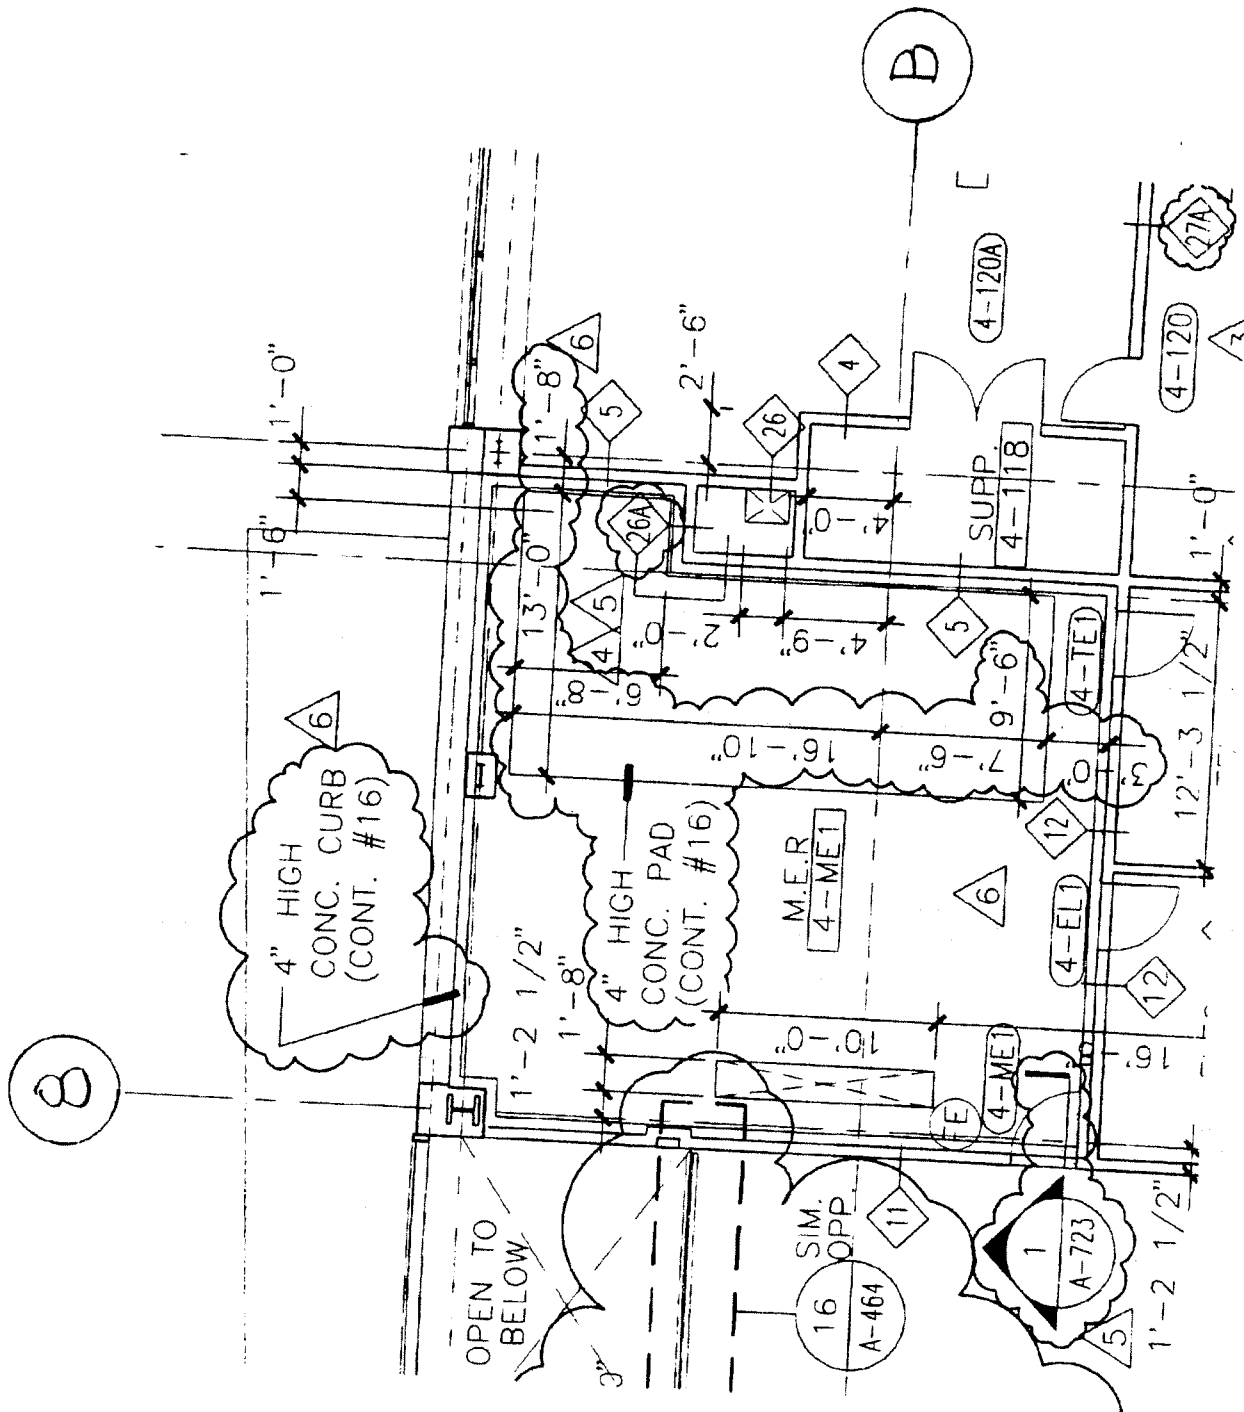 B
8
1'-0"
1'-6"
1'-8"
6
5
2'-6"
4
26
26A
4'-0"
SUPP.
4-118
4-120A
4-120
27A
3
1'-0"
13'-0"
4
5
2'-0"
4'-9"
5
6'-8"
16'-10"
7'-6"
9'-6"
3'-0"
4-TE1
12'-3 1/2"
12
6
4" HIGH
CONC. CURB
(CONT. #16)
4" HIGH
CONC. PAD
(CONT. #16)
M.E.R
4-ME1
6
4-EL1
12
1'-2 1/2"
1'-8"
10'-0"
4-ME1
FE
16'
OPEN TO
BELOW
3"
SIM.
OPP.
16
A-464
11
1
A-723
5
1'-2 1/2"